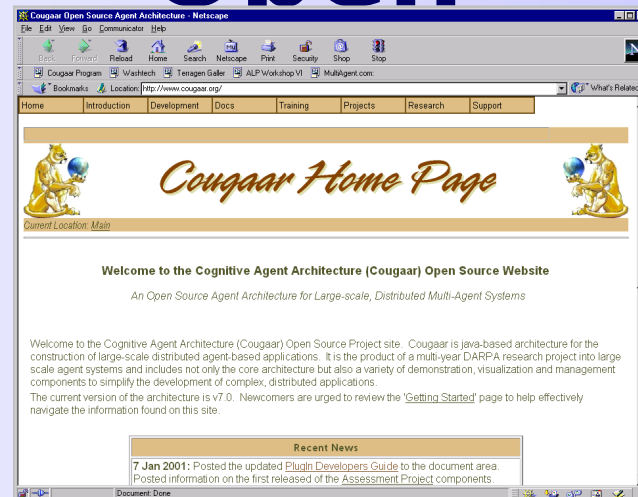 Open
Cougaar Open Source Agent Architecture - Netscape
File Edit View Go Communicator Help
Back Forward Reload Home Search Netscape Print Security Shop Stop
Cougaar Program Washtech Terragen Galler ALP Workshop VI MultiAgent.com:
Bookmarks Location: http://www.cougaar.org/ What's Related
Home Introduction Development Docs Training Projects Research Support
Cougaar Home Page
Current Location: Main
Welcome to the Cognitive Agent Architecture (Cougaar) Open Source Website
An Open Source Agent Architecture for Large-scale, Distributed Multi-Agent Systems
Welcome to the Cognitive Agent Architecture (Cougaar) Open Source Project site. Cougaar is java-based architecture for the
construction of large-scale distributed agent-based applications. It is the product of a multi-year DARPA research project into large
scale agent systems and includes not only the core architecture but also a variety of demonstration, visualization and management
components to simplify the development of complex, distributed applications.
The current version of the architecture is v7.0. Newcomers are urged to review the 'Getting Started' page to help effectively
navigate the information found on this site.
Recent News
7 Jan 2001: Posted the updated PlugIn Developers Guide to the document area.
Posted information on the first released of the Assessment Project components.
Document: Done